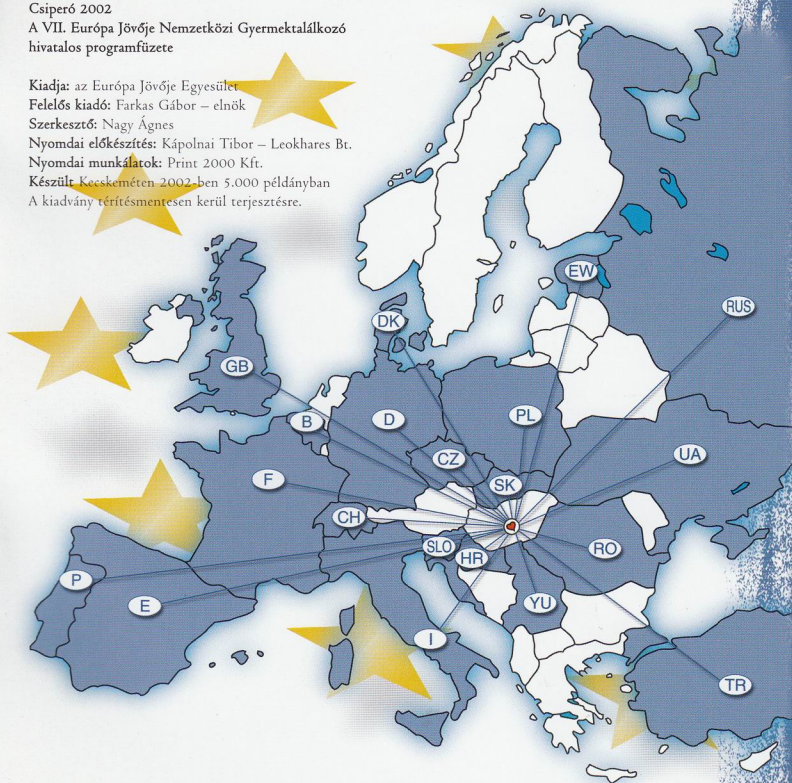 Csiperó 2002
A VII. Európa Jövője Nemzetközi Gyermektalálkozó
hivatalos programfüzete
Kiadja: az Európa Jövője Egyesület
Felelős kiadó: Farkas Gábor – elnök
Szerkesztő: Nagy Ágnes
Nyomdai előkészítés: Kápolnai Tibor – Leokhares Bt.
Nyomdai munkálatok: Print 2000 Kft.
Készült Kecskeméten 2002-ben 5.000 példányban
A kiadvány térítésmentesen kerül terjesztésre.
EW
RUS
DK
GB
B
D
PL
CZ
UA
F
SK
CH
SLO
HR
RO
P
E
YU
I
TR